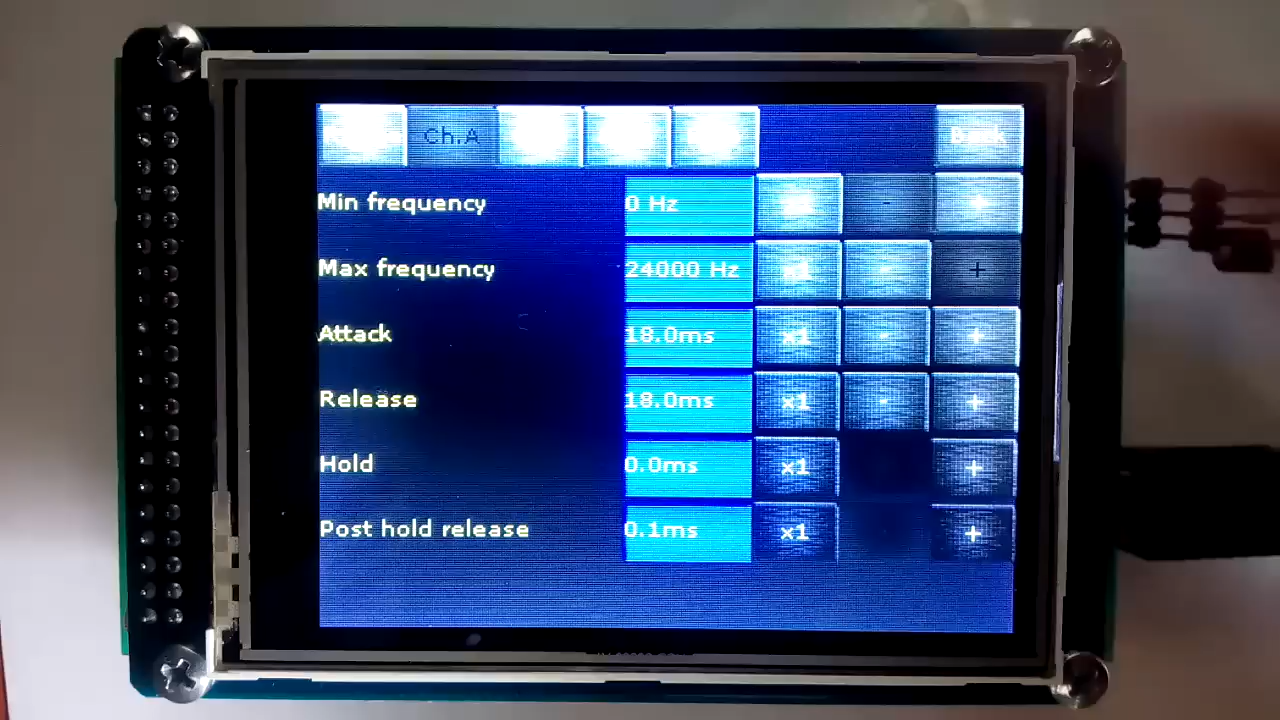 Ch.A
Min frequency 0 Hz -
Max frequency 24000 Hz x1 - +
Attack 18.0ms x1 - +
Release 18.0ms x1 - +
Hold 0.0ms x1 +
Post hold release 0.1ms x1 +